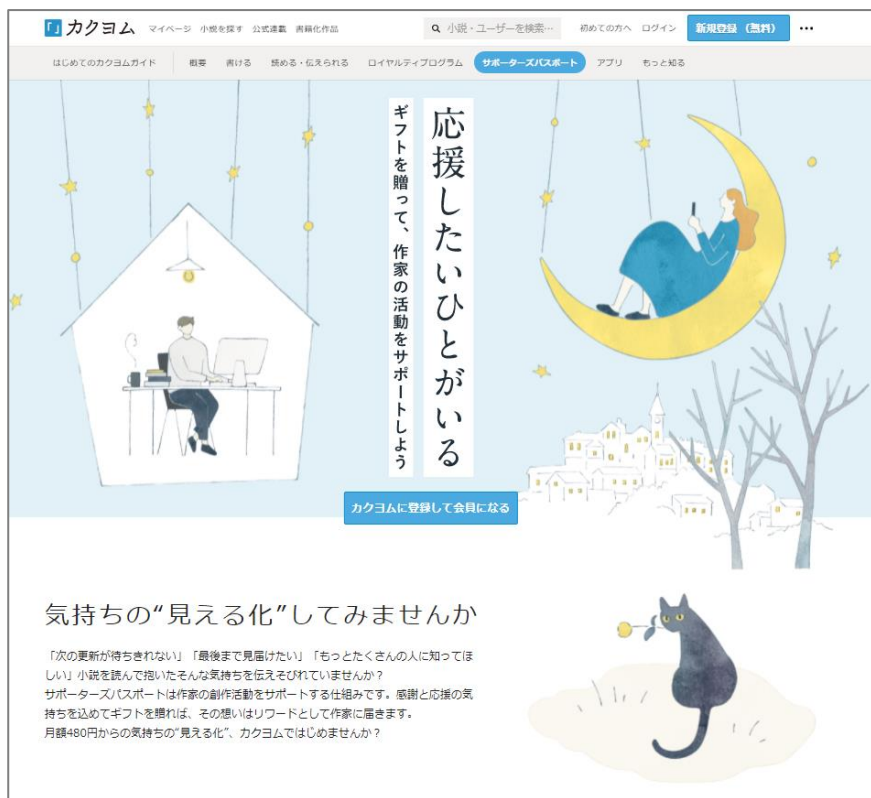 「」カクヨム マイページ 小説を探す 公式連載 書籍化作品 小説・ユーザーを検索… 初めての方へ ログイン 新規登録（無料） …
はじめてのカクヨムガイド 概要 書ける 読める・伝えられる ロイヤルティプログラム サポーターズパスポート アプリ もっと知る
応援したいひとがいる
ギフトを贈って、作家の活動をサポートしよう
カクヨムに登録して会員になる
気持ちの“見える化”してみませんか
「次の更新が待ちきれない」「最後まで見届けたい」「もっとたくさんの人に知ってほ
しい」小説を読んで抱いたそんな気持ちを伝えそびれていませんか？
サポーターズパスポートは作家の創作活動をサポートする仕組みです。感謝と応援の気
持ちを込めてギフトを贈れば、その想いはリワードとして作家に届きます。
月額480円からの気持ちの“見える化”、カクヨムではじめませんか？